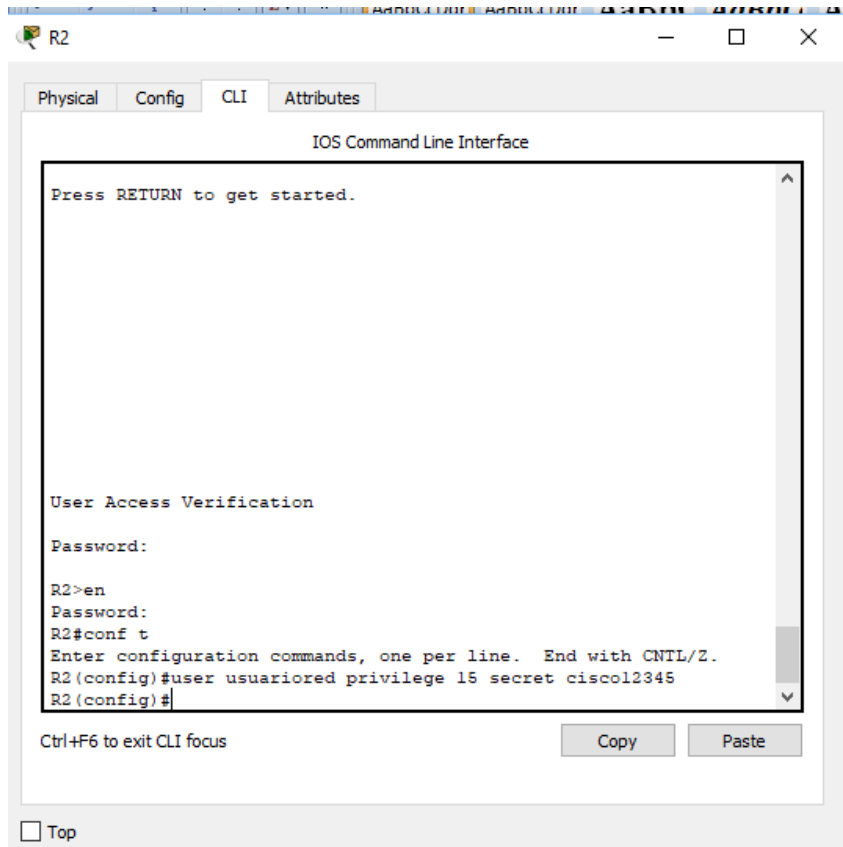 R2
Physical Config CLI Attributes
IOS Command Line Interface
Press RETURN to get started.
User Access Verification
Password:
R2>en
Password:
R2#conf t
Enter configuration commands, one per line.  End with CNTL/Z.
R2(config)#user usuariored privilege 15 secret cisco12345
R2(config)#
Ctrl+F6 to exit CLI focus
Copy Paste
Top